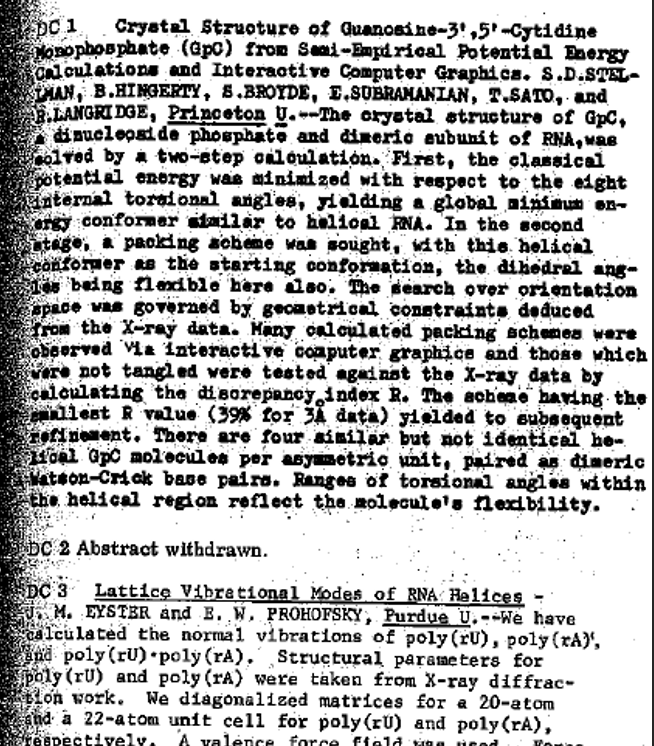 DC 1 Crystal Structure of Guanosine-3',5'-Cytidine
Monophosphate (GpC) from Semi-Empirical Potential Energy
Calculations and Interactive Computer Graphics. S.D.STEL-
LMAN, B.HINGERTY, S.BROYDE, E.SUBRAMANIAN, T.SATO, and
R.LANGRIDGE, Princeton U.--The crystal structure of GpC,
a dinucleoside phosphate and dimeric subunit of RNA,was
solved by a two-step calculation. First, the classical
potential energy was minimized with respect to the eight
internal torsional angles, yielding a global minimum en-
ergy conformer similar to helical RNA. In the second
stage, a packing scheme was sought, with this helical
conformer as the starting conformation, the dihedral ang-
les being flexible here also. The search over orientation
space was governed by geometrical constraints deduced
from the X-ray data. Many calculated packing schemes were
observed via interactive computer graphics and those which
were not tangled were tested against the X-ray data by
calculating the discrepancy index R. The scheme having the
smallest R value (39% for 3Å data) yielded to subsequent
refinement. There are four similar but not identical he-
lical GpC molecules per asymmetric unit, paired as dimeric
Watson-Crick base pairs. Ranges of torsional angles within
the helical region reflect the molecule's flexibility.
DC 2 Abstract withdrawn.
DC 3 Lattice Vibrational Modes of RNA Helices -
J. M. EYSTER and E. W. PROHOFSKY, Purdue U.--We have
calculated the normal vibrations of poly(rU), poly(rA)',
and poly(rU)·poly(rA). Structural parameters for
poly(rU) and poly(rA) were taken from X-ray diffrac-
tion work. We diagonalized matrices for a 20-atom
and a 22-atom unit cell for poly(rU) and poly(rA),
respectively. A valence force field was used. Force